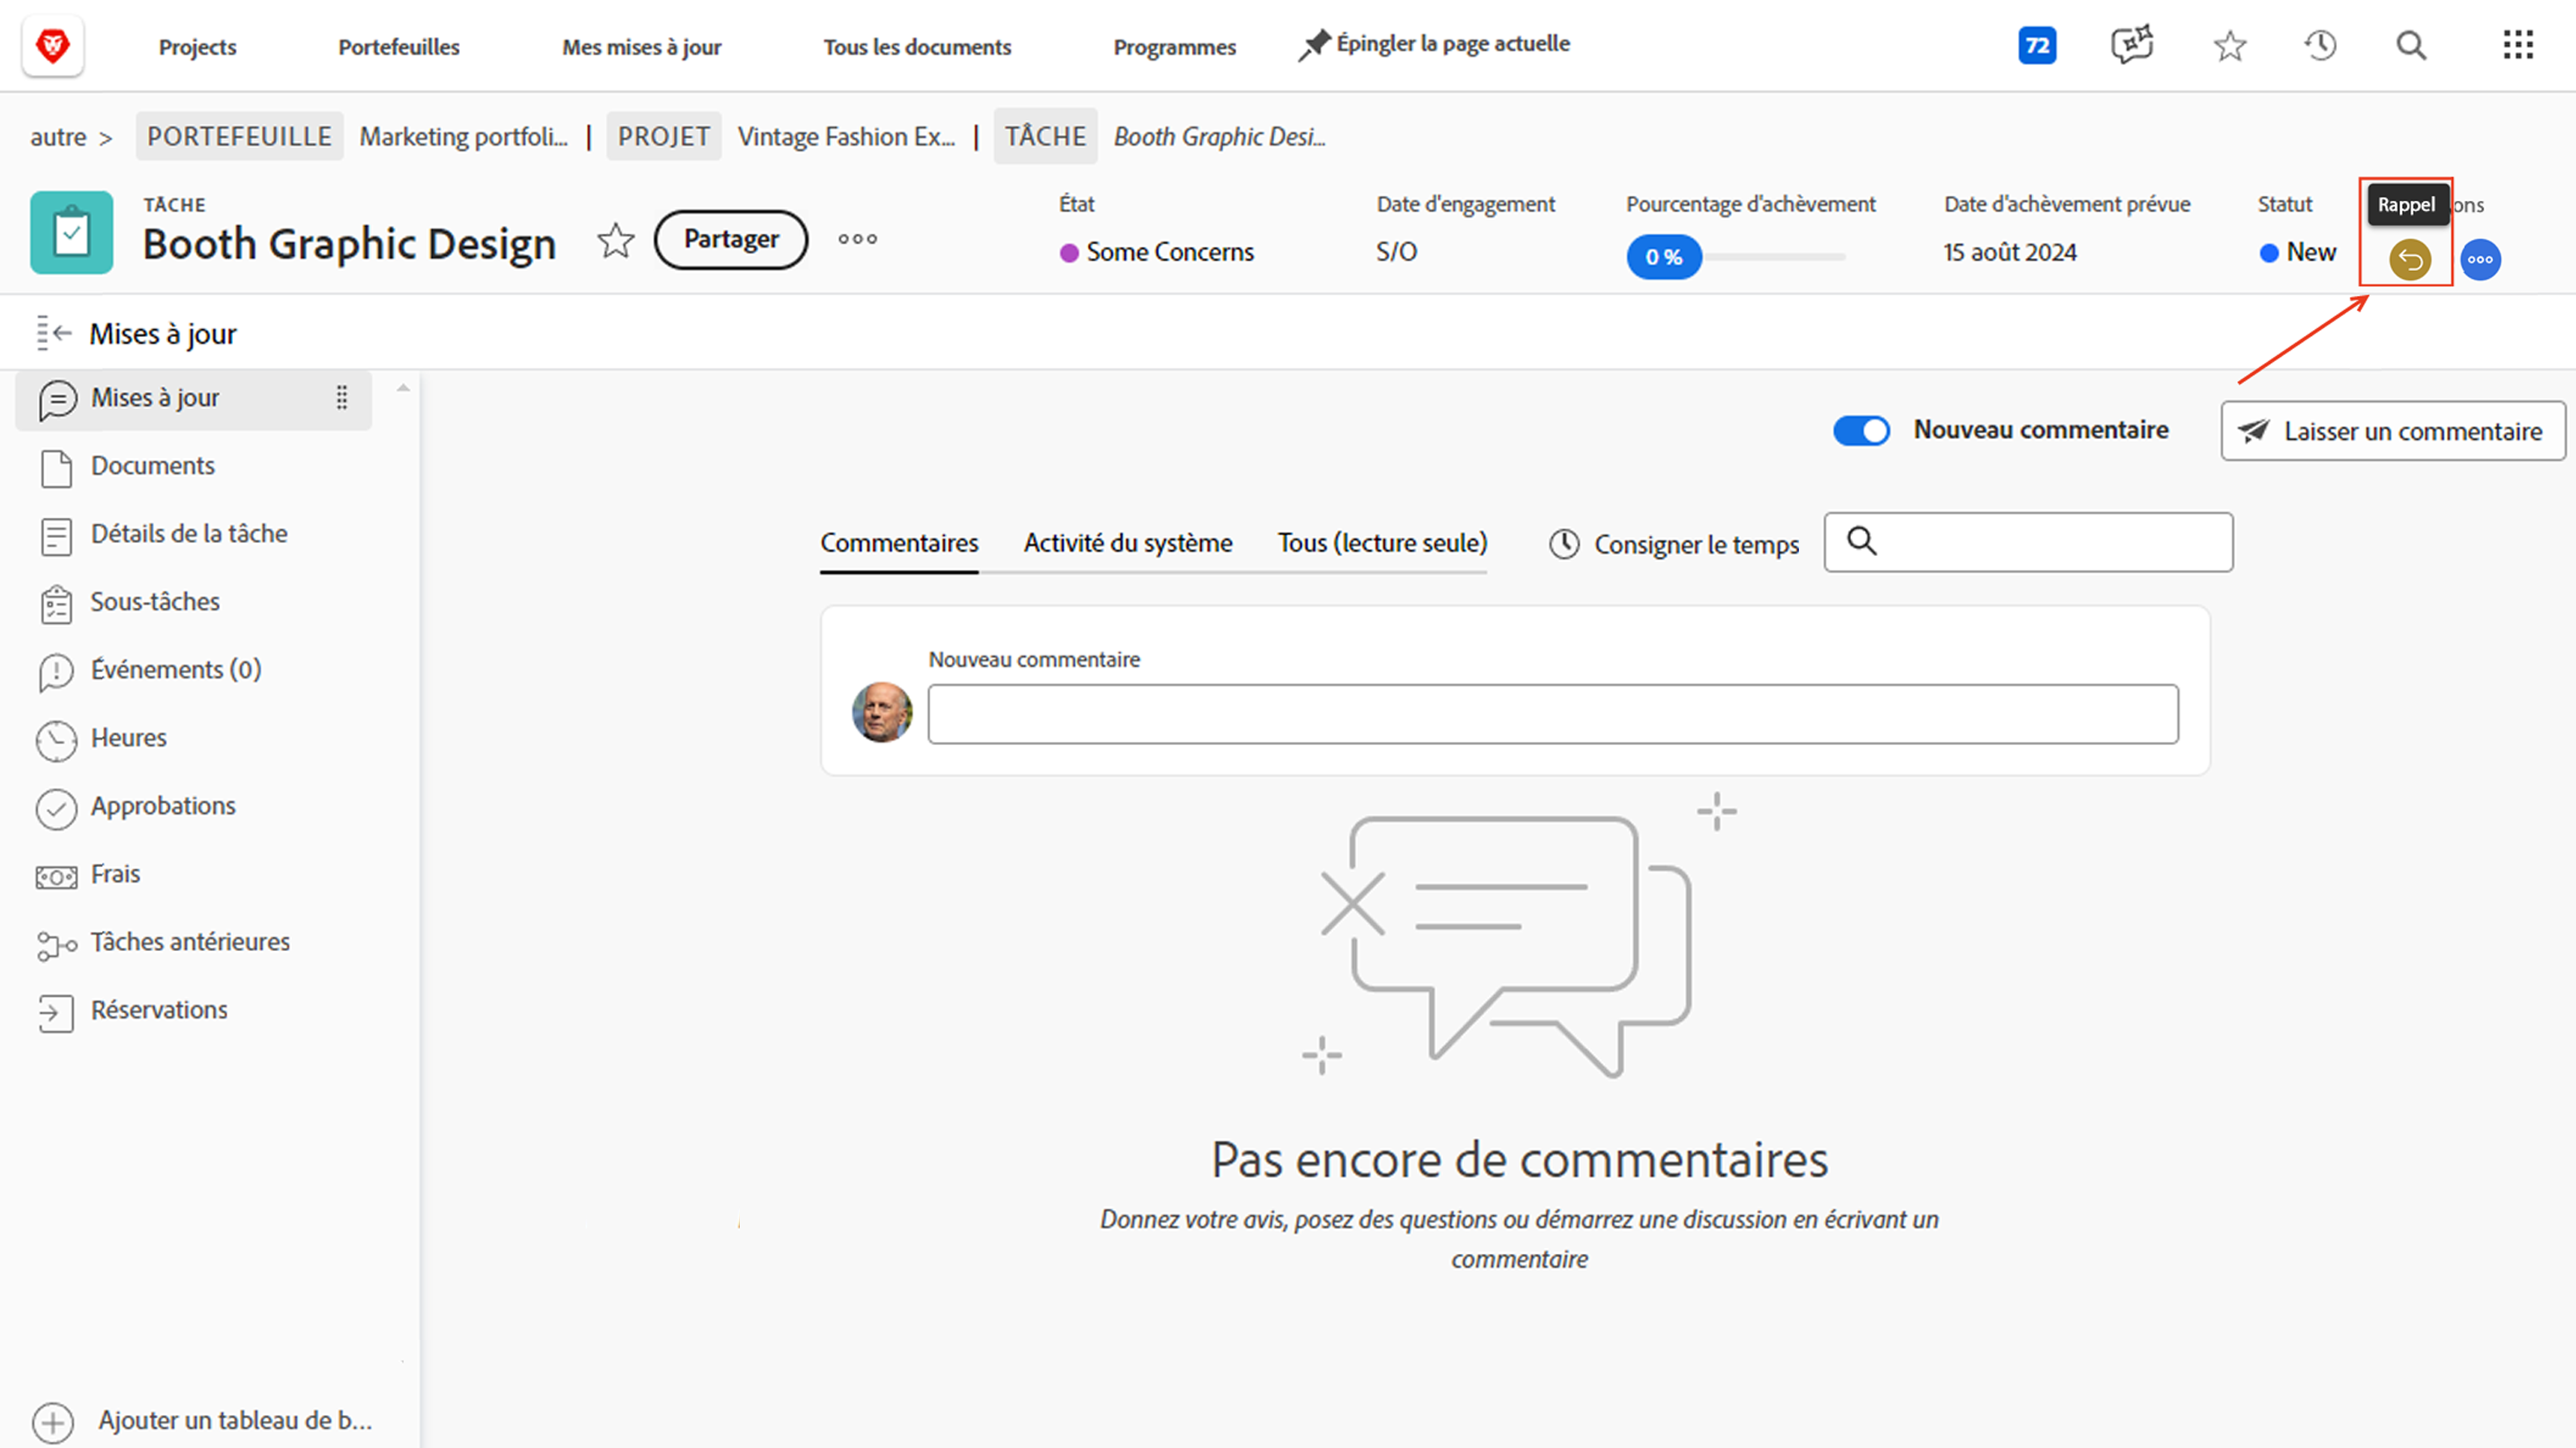 Projects
Portefeuilles
Mes mises à jour
Tous les documents
Programmes
Épingler la page actuelle
72
autre >
PORTEFEUILLE
Marketing portfoli... |
PROJET
Vintage Fashion Ex... |
TÂCHE
Booth Graphic Desi...
TÂCHE
Booth Graphic Design
Partager
État
Some Concerns
Date d'engagement
S/O
Pourcentage d'achèvement
0 %
Date d'achèvement prévue
15 août 2024
Statut
New
Rappel
ons
Mises à jour
Mises à jour
Documents
Détails de la tâche
Sous-tâches
Événements (0)
Heures
Approbations
Frais
Tâches antérieures
Réservations
Ajouter un tableau de b...
Nouveau commentaire
Laisser un commentaire
Commentaires
Activité du système
Tous (lecture seule)
Consigner le temps
Nouveau commentaire
Pas encore de commentaires
Donnez votre avis, posez des questions ou démarrez une discussion en écrivant un
commentaire